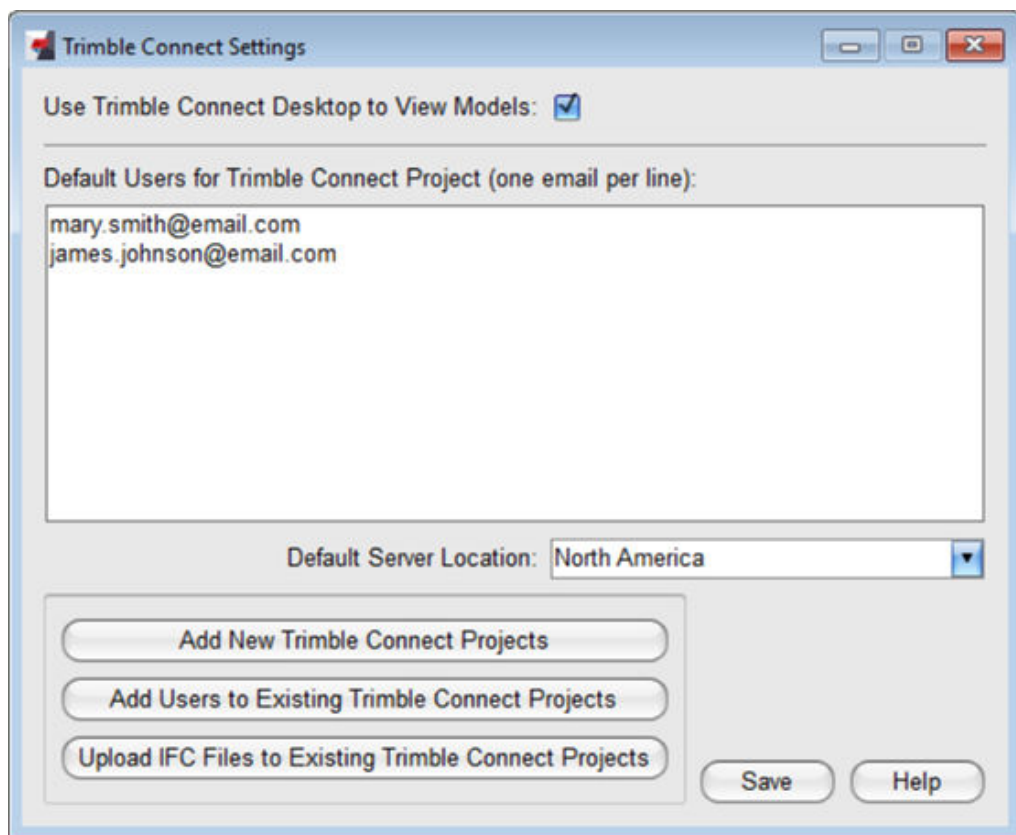 Trimble Connect Settings
Use Trimble Connect Desktop to View Models:
Default Users for Trimble Connect Project (one email per line):
mary.smith@email.com
james.johnson@email.com
Default Server Location: North America
Add New Trimble Connect Projects
Add Users to Existing Trimble Connect Projects
Upload IFC Files to Existing Trimble Connect Projects
Save Help